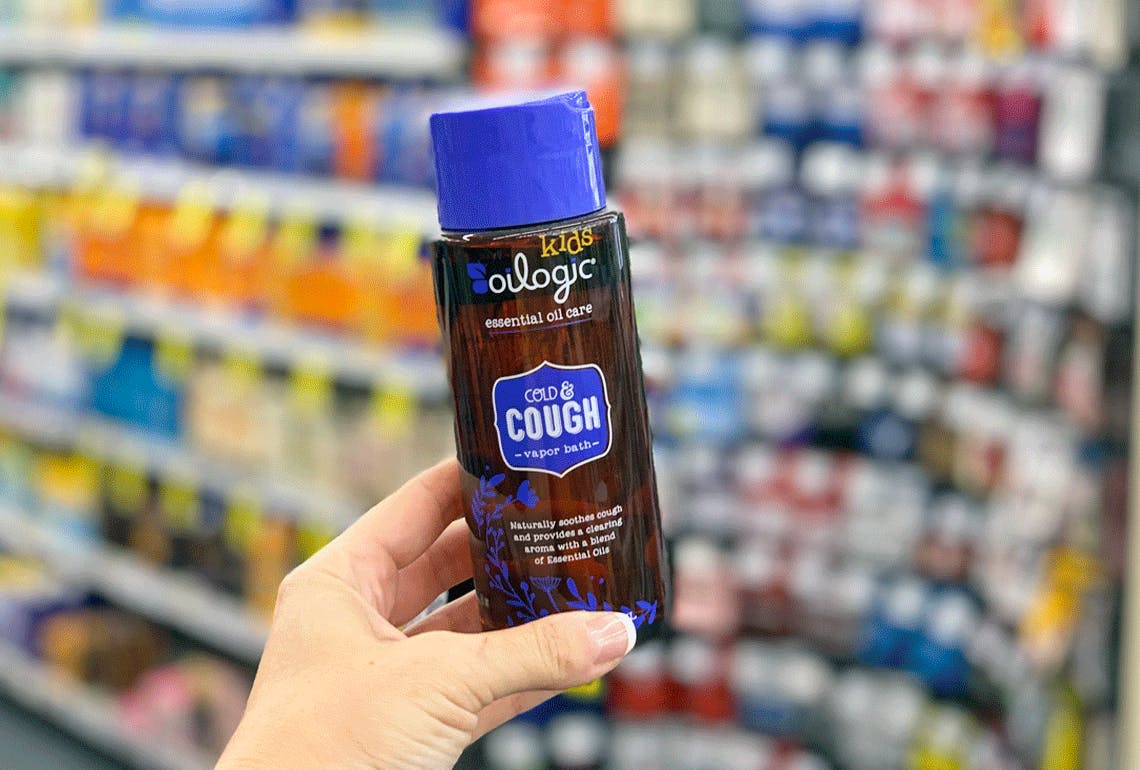 kids
oilogic®
essential oil care
COLD &
COUGH
- vapor bath -
Naturally soothes cough
and provides a clearing
aroma with a blend
of Essential Oils